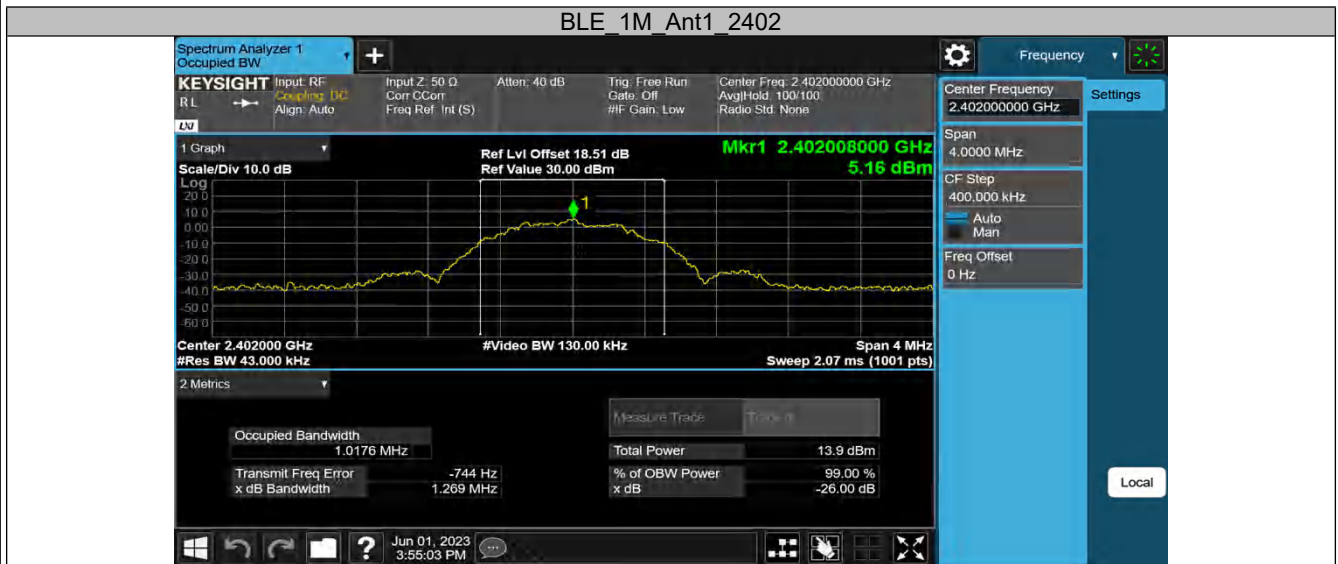 BLE_1M_Ant1_2402
Spectrum Analyzer 1
Occupied BW
+
Frequency
KEYSIGHT
RL
LXI
Input: RF
Coupling: DC
Align: Auto
Input Z: 50 Ω
Corr CCorr
Freq Ref: Int (S)
Atten: 40 dB
Trig: Free Run
Gate: Off
#IF Gain: Low
Center Freq: 2.402000000 GHz
Avg|Hold: 100/100
Radio Std: None
Center Frequency
2.402000000 GHz
Settings
Span
4.0000 MHz
CF Step
400.000 kHz
Auto
Man
Freq Offset
0 Hz
Local
1 Graph
Scale/Div 10.0 dB
Ref Lvl Offset 18.51 dB
Ref Value 30.00 dBm
Mkr1 2.402008000 GHz
5.16 dBm
Log
20.0
10.0
0.00
-10.0
-20.0
-30.0
-40.0
-50.0
-60.0
1
Center 2.402000 GHz
#Video BW 130.00 kHz
Span 4 MHz
#Res BW 43.000 kHz
Sweep 2.07 ms (1001 pts)
2 Metrics
Measure Trace
Occupied Bandwidth
1.0176 MHz
Total Power 13.9 dBm
Transmit Freq Error -744 Hz
% of OBW Power 99.00 %
x dB Bandwidth 1.269 MHz
x dB -26.00 dB
?
Jun 01, 2023
3:55:03 PM